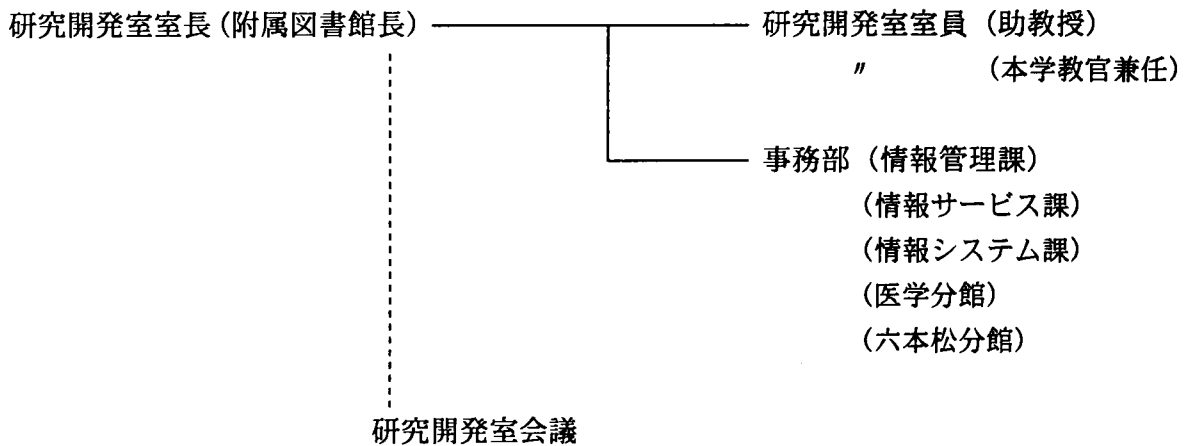 研究開発室室長(附属図書館長)
研究開発室室員(助教授)
〃 (本学教官兼任)
事務部(情報管理課)
(情報サービス課)
(情報システム課)
(医学分館)
(六本松分館)
研究開発室会議